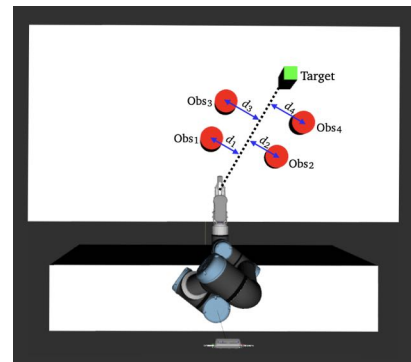 Target
Obs₃
d₃
d₄
Obs₄
Obs₁
d₁
d₂
Obs₂